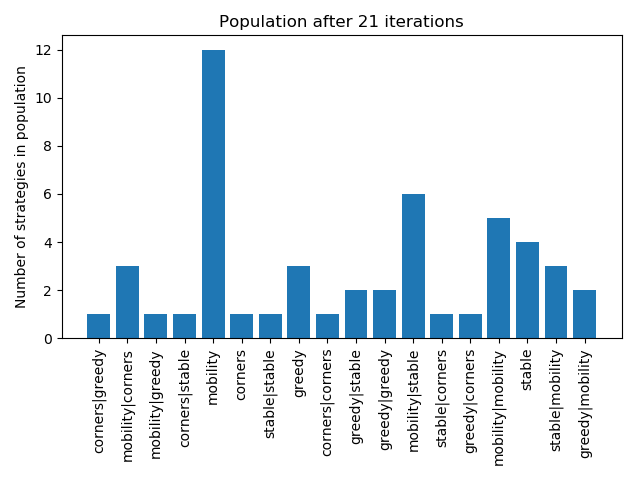 Population after 21 iterations
Number of strategies in population
12
10
8
6
4
2
0
corners|greedy
mobility|corners
mobility|greedy
corners|stable
mobility
corners
stable|stable
greedy
corners|corners
greedy|stable
greedy|greedy
mobility|stable
stable|corners
greedy|corners
mobility|mobility
stable
stable|mobility
greedy|mobility